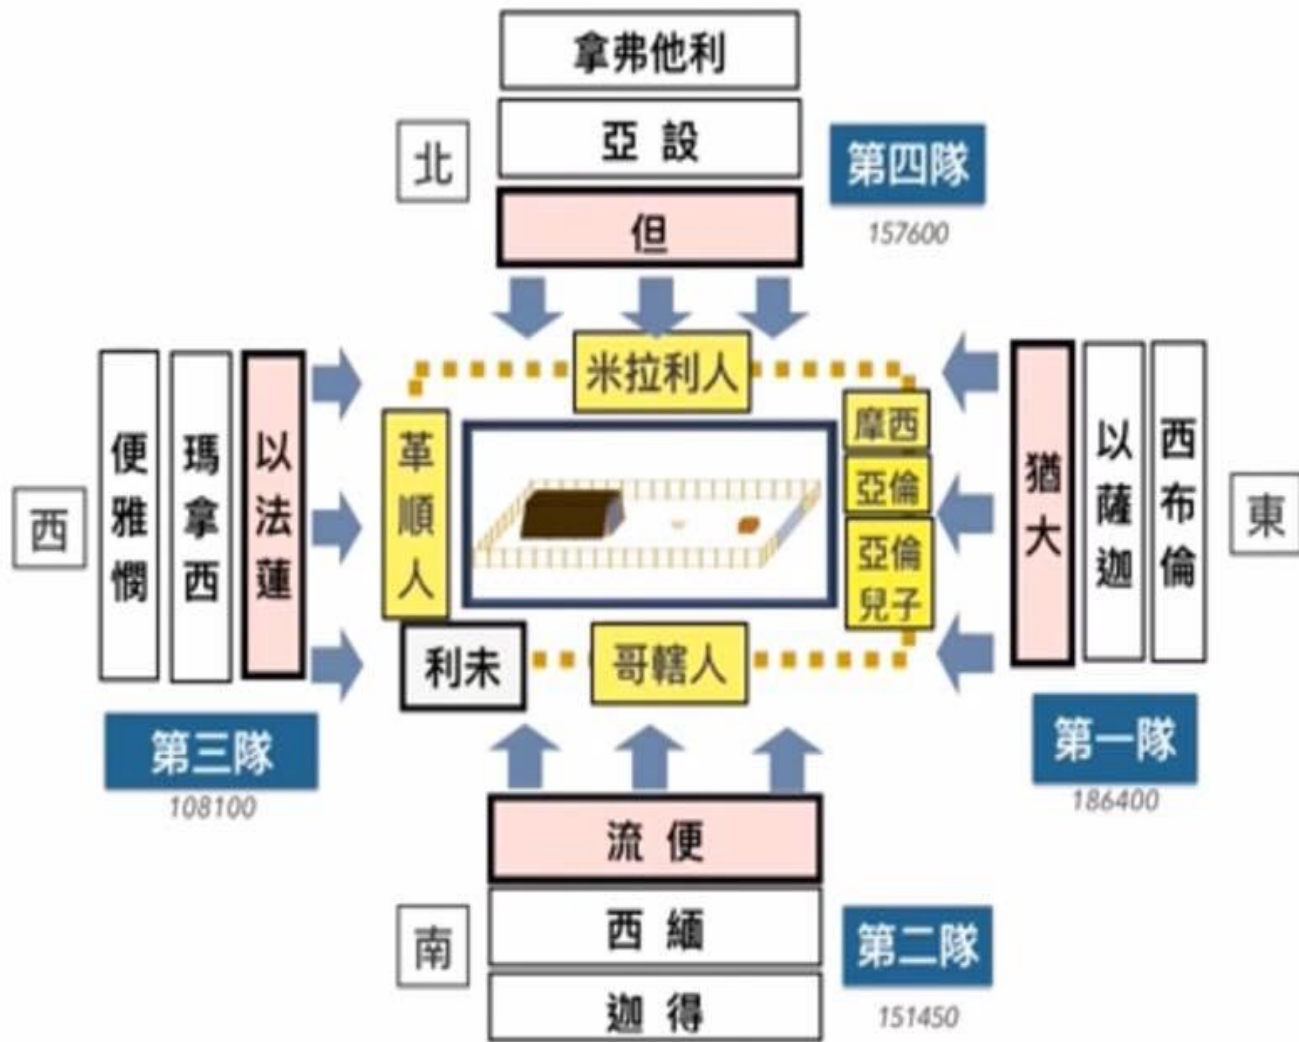 拿弗他利
亞設
但
北
第四隊
157600
米拉利人
西
便雅憫
瑪拿西
以法蓮
第三隊
108100
革順人
利未
哥轄人
摩西
亞倫
亞倫
兒子
猶大
以薩迦
西布倫
東
第一隊
186400
流便
西緬
迦得
南
第二隊
151450